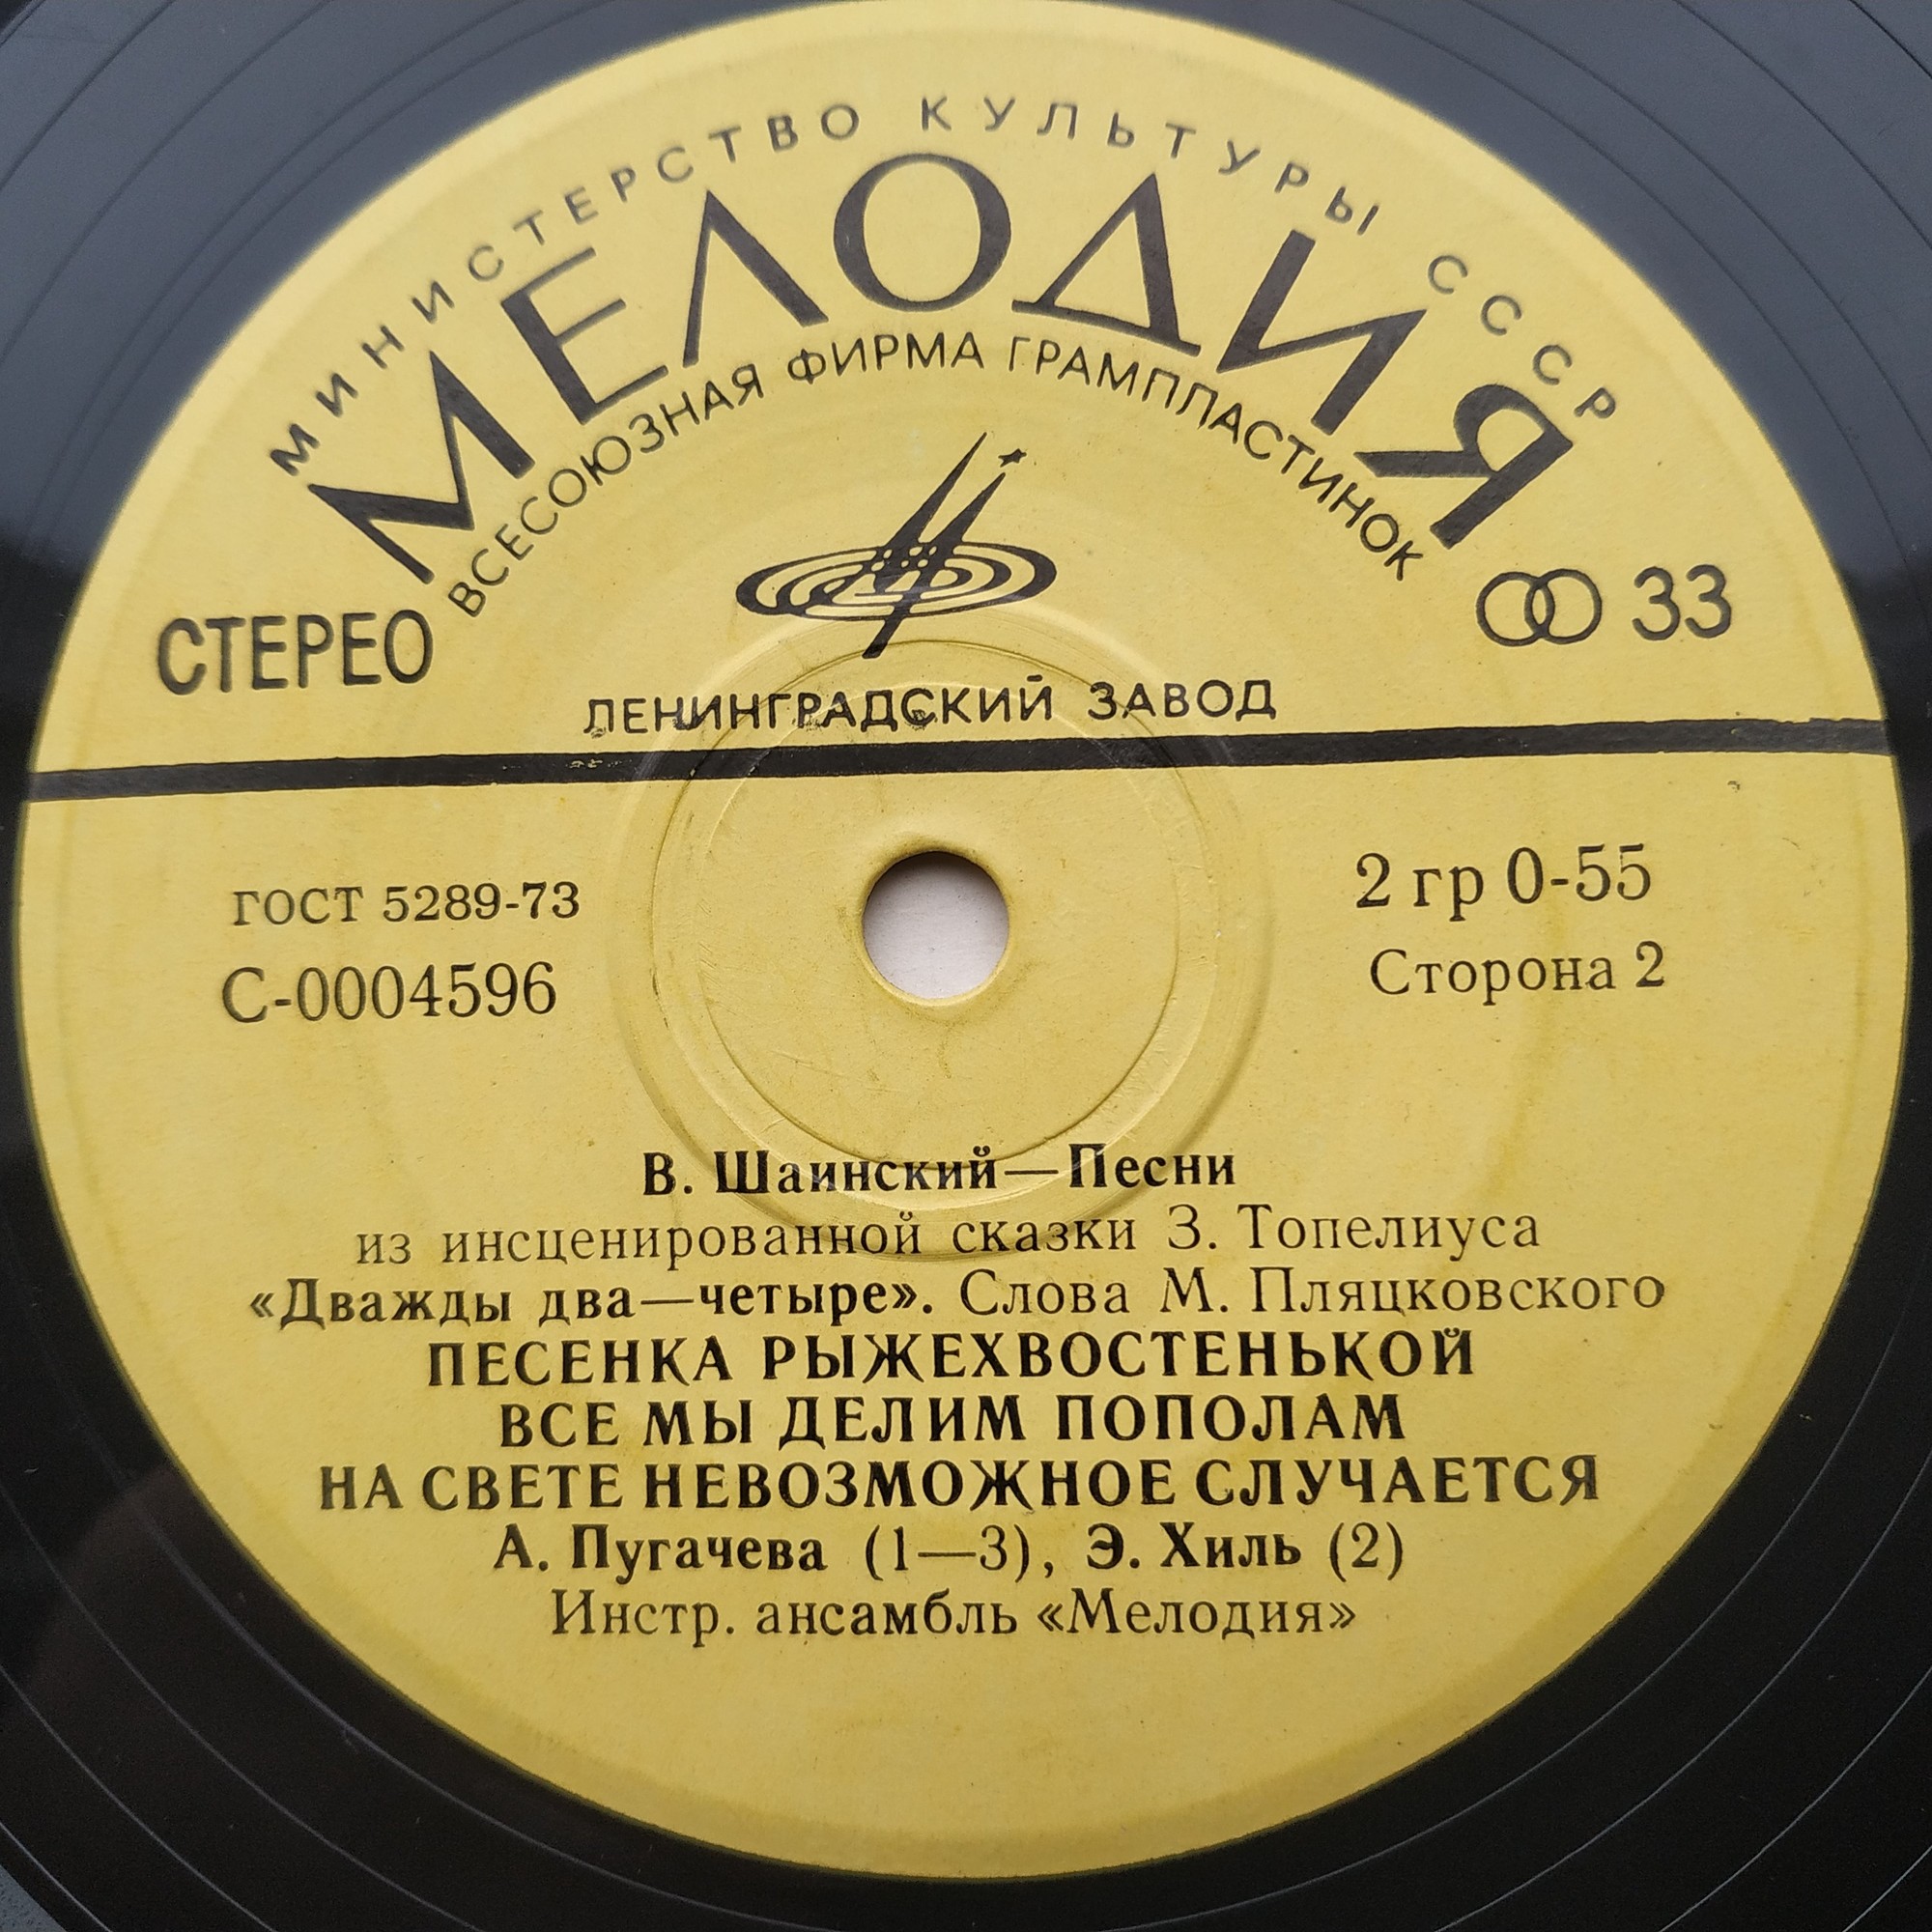 МИНИСТЕРСТВО КУЛЬТУРЫ СССР
МЕЛОДИЯ
ВСЕСОЮЗНАЯ ФИРМА ГРАМПЛАСТИНОК
СТЕРЕО
33
ЛЕНИНГРАДСКИЙ ЗАВОД
ГОСТ 5289-73
2 гр 0-55
С-0004596
Сторона 2
В. Шаинский—Песни
из инсценированной сказки З. Топелиуса
«Дважды два—четыре». Слова М. Пляцковского
ПЕСЕНКА РЫЖЕХВОСТЕНЬКОЙ
ВСЕ МЫ ДЕЛИМ ПОПОЛАМ
НА СВЕТЕ НЕВОЗМОЖНОЕ СЛУЧАЕТСЯ
А. Пугачева (1—3), Э. Хиль (2)
Инстр. ансамбль «Мелодия»